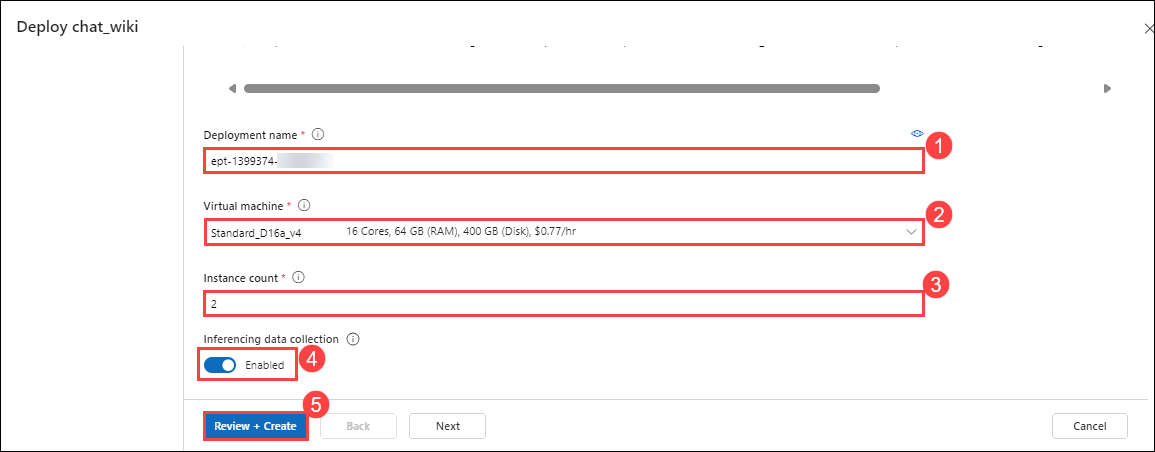 Deploy chat_wiki
Deployment name *
1
ept-1399374-
Virtual machine *
2
Standard_D16a_v4 16 Cores, 64 GB (RAM), 400 GB (Disk), $0.77/hr
Instance count *
3
2
Inferencing data collection
4
Enabled
5
Review + Create Back Next Cancel